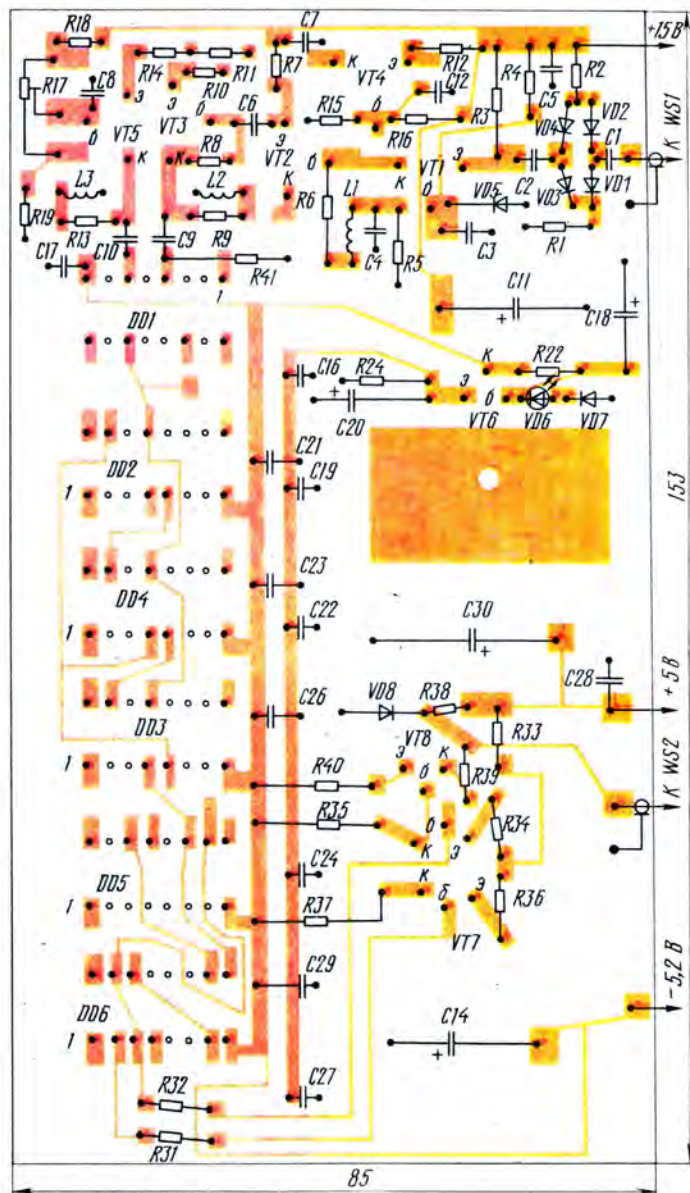 R18 C7 +15 В
R17 C8 R14 R11 R7 к VT4 э R12 R4 C5 R2
э R10 э C12
б VT5 VT3 б C6 э R15 б R16 R3 VD4 VD2 К WS1
R8 VT2 C1
к к б VT1 э C2
L3 L2 к R6 L1 к б VD5 VD3 VD1
R19 R13 R9 C3 R1
C17 C10 C9 R41 C4 R5
1 C11 C18
+ +
DD1 C16 R24 к R22
+ э б
C20 VT6 VD6 VD7
C21
DD2 C19 153
1
C23
DD4 C30
1 C22 +
C28 +5 В
C26 VD8 R38
DD3 VT8 R33
э к
1 R40 б R39 К WS2
R35 б R34
к э
C24
DD5 к э
1 R37 б R36
VT7
C29 −5,2 В
DD6 C14
1 +
C27
R32
R31
85